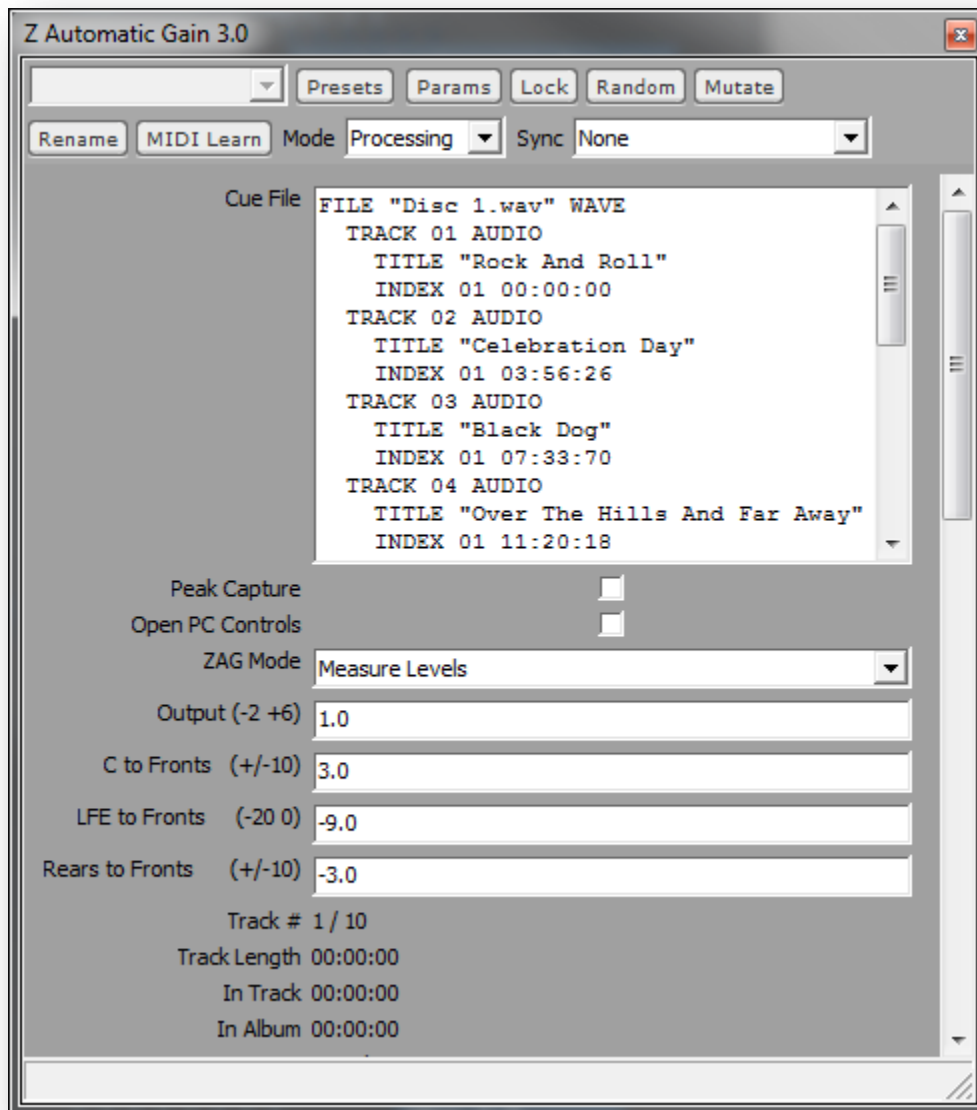 Z Automatic Gain 3.0
Presets Params Lock Random Mutate
Rename MIDI Learn Mode Processing Sync None
Cue File FILE "Disc 1.wav" WAVE
TRACK 01 AUDIO
TITLE "Rock And Roll"
INDEX 01 00:00:00
TRACK 02 AUDIO
TITLE "Celebration Day"
INDEX 01 03:56:26
TRACK 03 AUDIO
TITLE "Black Dog"
INDEX 01 07:33:70
TRACK 04 AUDIO
TITLE "Over The Hills And Far Away"
INDEX 01 11:20:18
Peak Capture
Open PC Controls
ZAG Mode Measure Levels
Output (-2 +6) 1.0
C to Fronts (+/-10) 3.0
LFE to Fronts (-20 0) -9.0
Rears to Fronts (+/-10) -3.0
Track # 1 / 10
Track Length 00:00:00
In Track 00:00:00
In Album 00:00:00